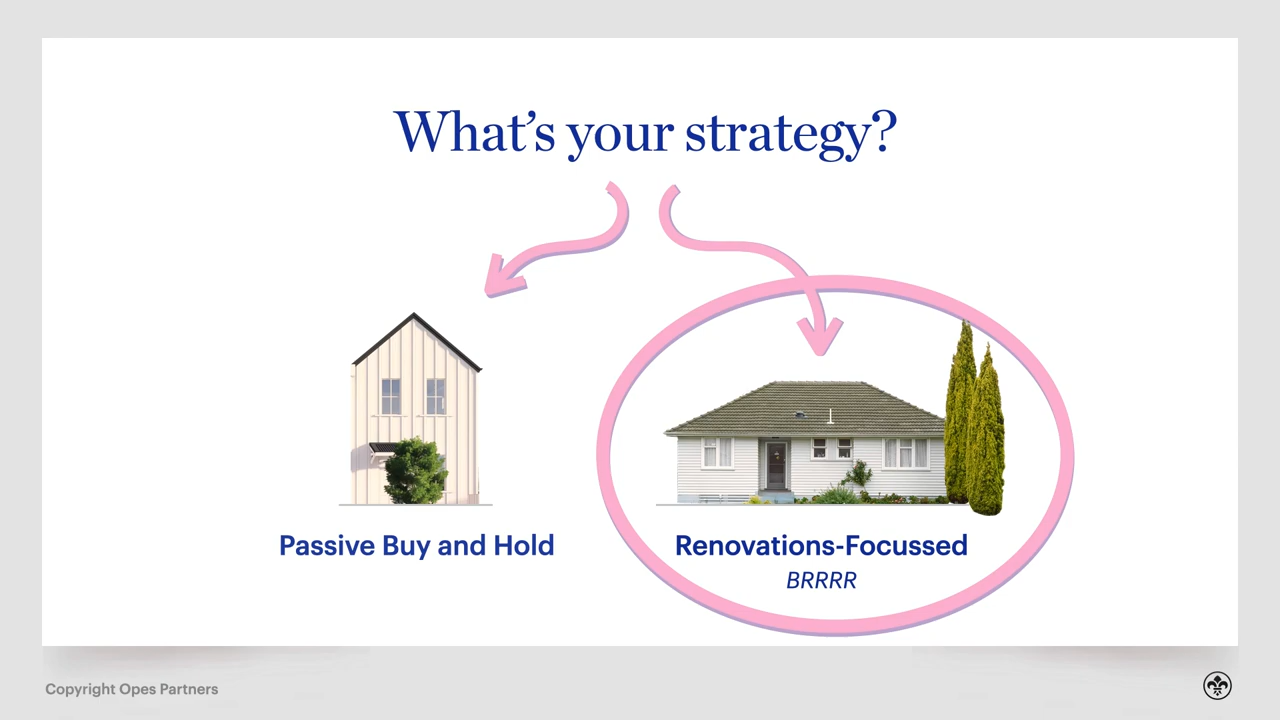 What's your strategy?
Passive Buy and Hold
Renovations-Focussed
BRRRR
Copyright Opes Partners